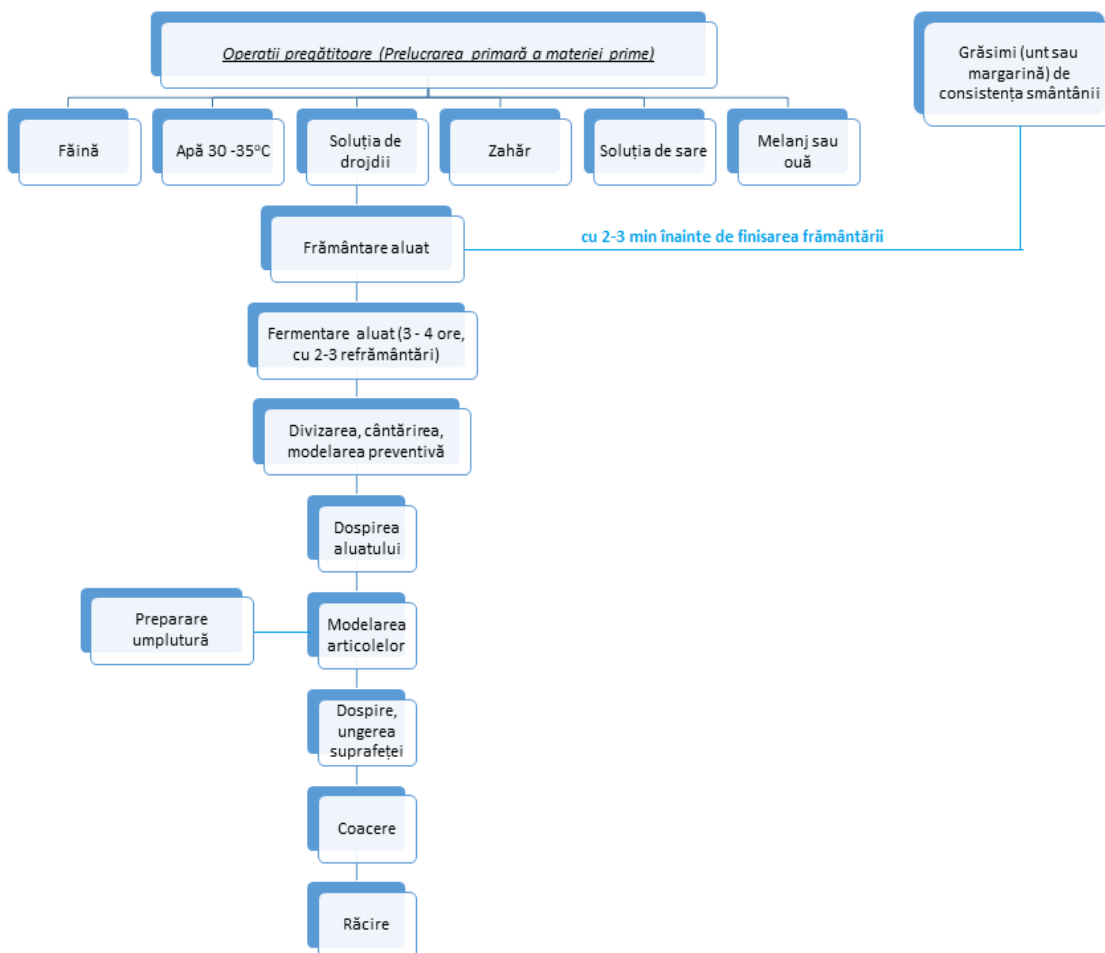 Operatii pregătitoare (Prelucrarea primară a materiei prime)
Grăsimi (unt sau
margarină) de
consistența smântânii
Făină
Apă 30 -35°C
Soluția de
drojdii
Zahăr
Soluția de sare
Melanj sau
ouă
Frământare aluat
cu 2-3 min înainte de finisarea frământării
Fermentare aluat (3 - 4 ore,
cu 2-3 refrământări)
Divizarea, cântărirea,
modelarea preventivă
Dospirea
aluatului
Preparare
umplutură
Modelarea
articolelor
Dospire,
ungerea
suprafeței
Coacere
Răcire